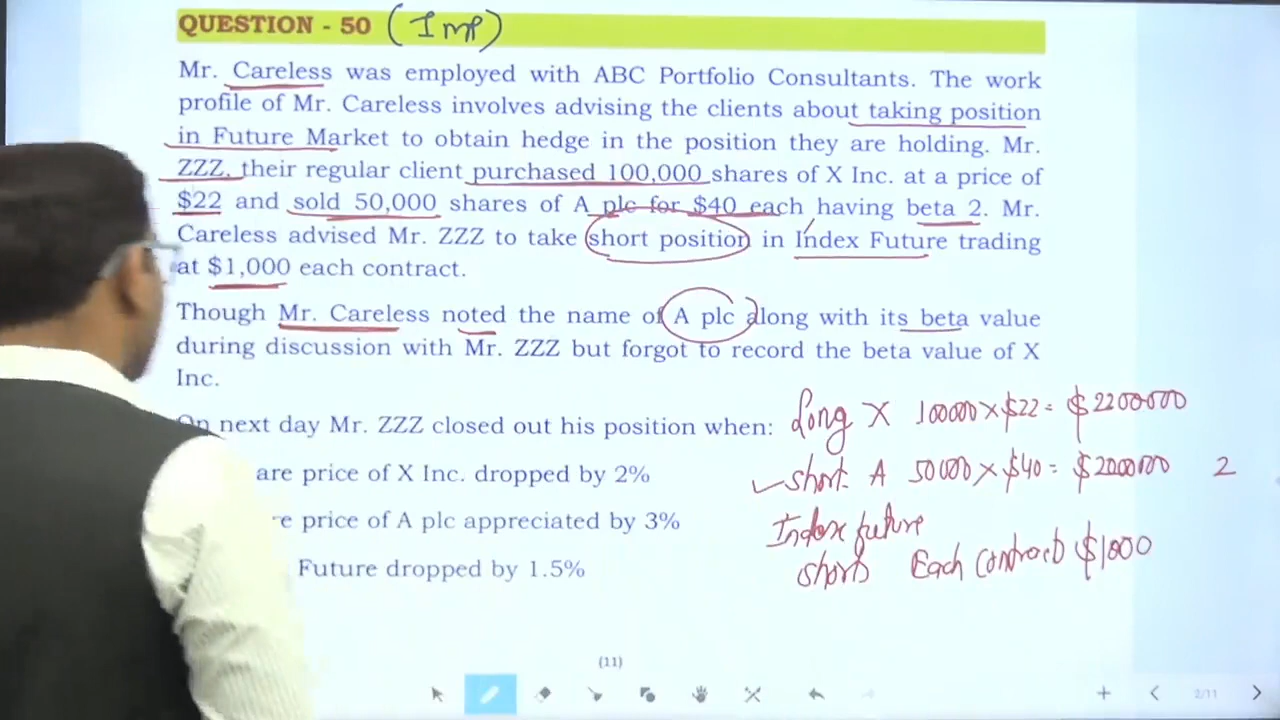 QUESTION - 50 (Imp)
Mr. Careless was employed with ABC Portfolio Consultants. The work
profile of Mr. Careless involves advising the clients about taking position
in Future Market to obtain hedge in the position they are holding. Mr.
ZZZ, their regular client purchased 100,000 shares of X Inc. at a price of
$22 and sold 50,000 shares of A plc for $40 each having beta 2. Mr.
Careless advised Mr. ZZZ to take short position in Index Future trading
at $1,000 each contract.
Though Mr. Careless noted the name of A plc along with its beta value
during discussion with Mr. ZZZ but forgot to record the beta value of X
Inc.
next day Mr. ZZZ closed out his position when:
are price of X Inc. dropped by 2%
price of A plc appreciated by 3%
Future dropped by 1.5%
Long X 100000 × $22 = $2200000
short A 50000 × $40 = $2000000 2
Index future
short Each contract $1000
(11)
2/11